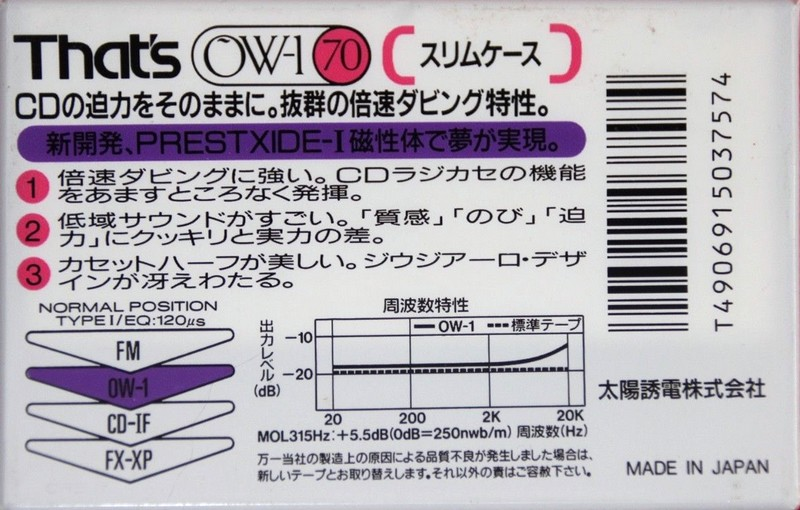 That's OW-1 70 [スリムケース]
CDの迫力をそのままに。抜群の倍速ダビング特性。
新開発、PRESTXIDE-I磁性体で夢が実現。
1 倍速ダビングに強い。CDラジカセの機能
をあますところなく発揮。
2 低域サウンドがすごい。「質感」「のび」「迫
力」にクッキリと実力の差。
3 カセットハーフが美しい。ジウジアーロ・デザ
インが冴えわたる。
NORMAL POSITION
TYPE I/EQ:120μs
FM
OW-1
CD-IF
FX-XP
周波数特性
出力レベル(dB)
OW-1 標準テープ
-10
-20
20 200 2K 20K
MOL315Hz:+5.5dB(0dB=250nwb/m) 周波数(Hz)
万一当社の製造上の原因による品質不良が発生しました場合は、
新しいテープとお取り替えします。それ以外の責はご容赦下さい。
T4906915037574
太陽誘電株式会社
MADE IN JAPAN